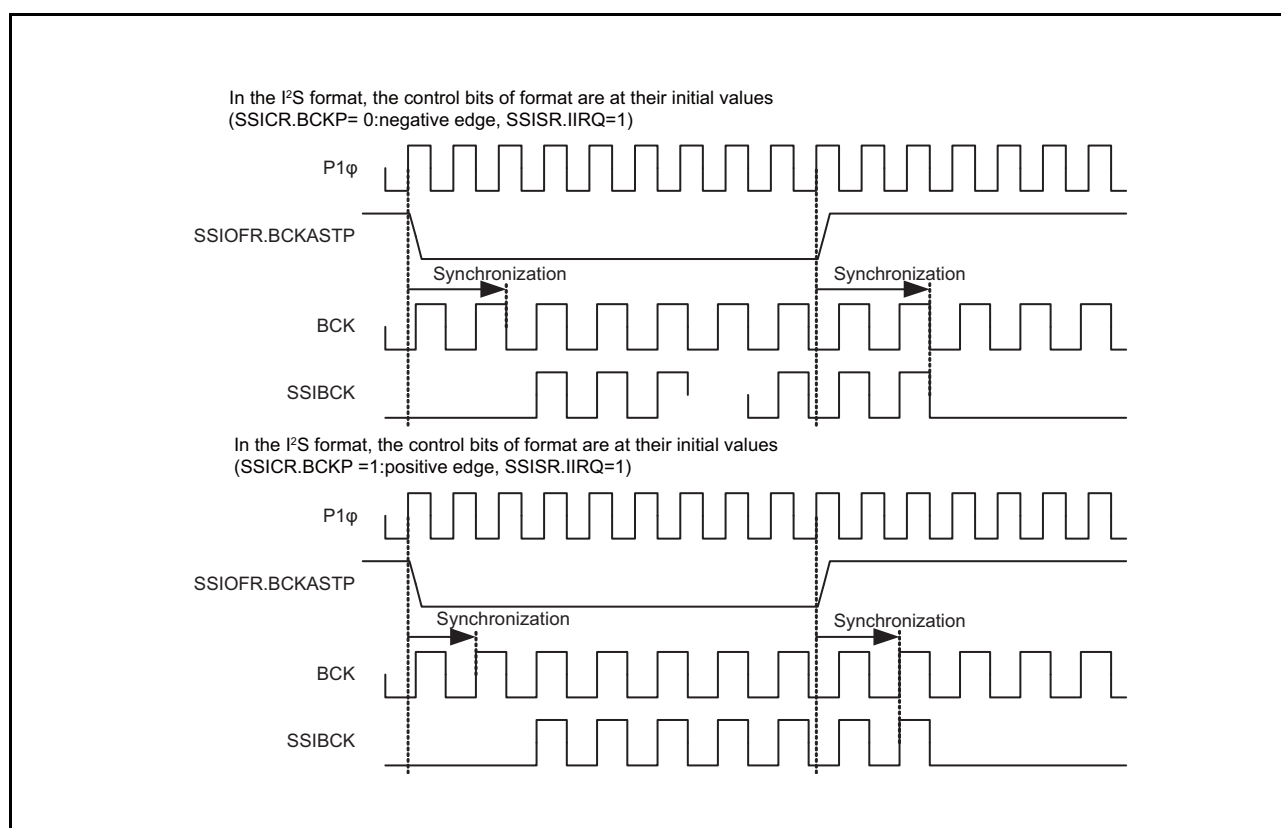 In the I²S format, the control bits of format are at their initial values
(SSICR.BCKP= 0:negative edge, SSISR.IIRQ=1)
P1φ
SSIOFR.BCKASTP
Synchronization Synchronization
BCK
SSIBCK
In the I²S format, the control bits of format are at their initial values
(SSICR.BCKP =1:positive edge, SSISR.IIRQ=1)
P1φ
SSIOFR.BCKASTP
Synchronization Synchronization
BCK
SSIBCK